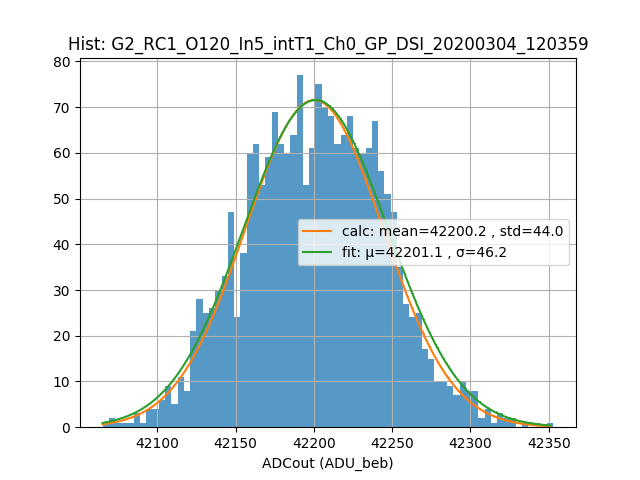 Hist: G2_RC1_O120_In5_intT1_Ch0_GP_DSI_20200304_120359
80
70
60
50
40
30
20
10
0
calc: mean=42200.2 , std=44.0
fit: μ=42201.1 , σ=46.2
42100 42150 42200 42250 42300 42350
ADCout (ADU_beb)